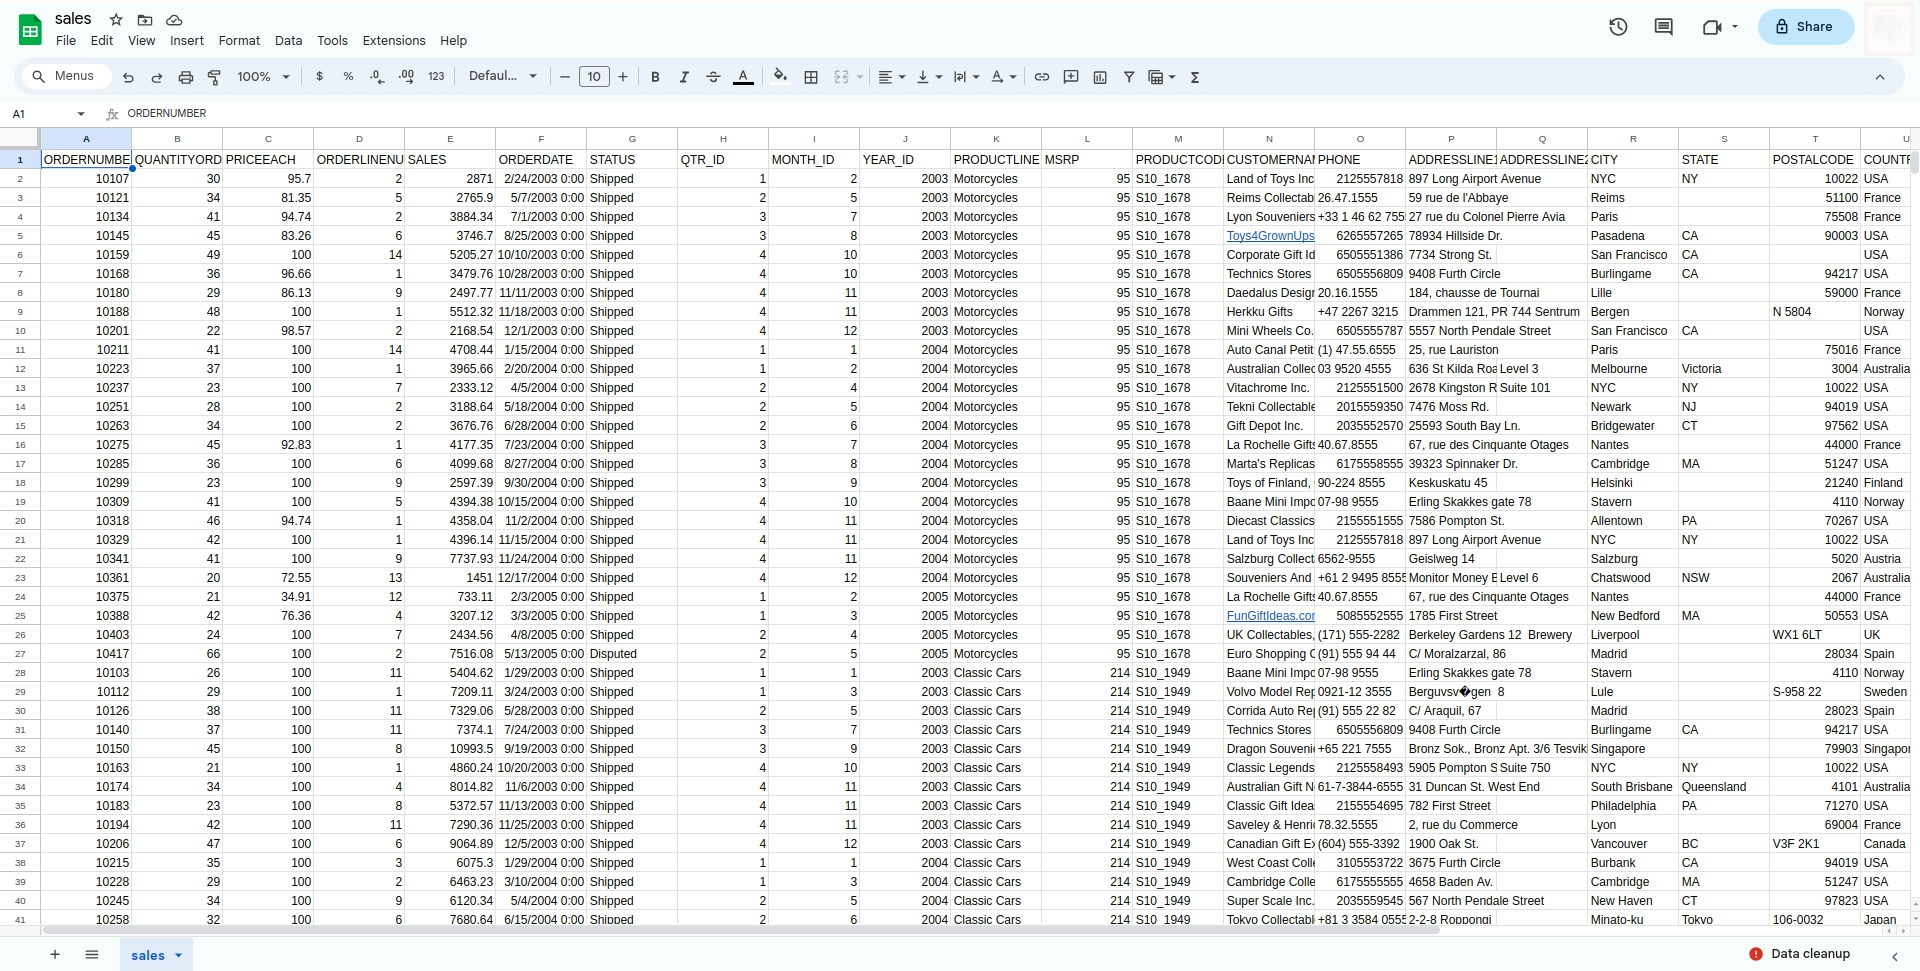 sales
File Edit View Insert Format Data Tools Extensions Help
Share
Menus 100% $ % .0 .00 123 Defaul... 10 B I A Σ
A1 fx ORDERNUMBER
A B C D E F G H I J K L M N O P Q R S T U
1 ORDERNUMBE QUANTITYORD PRICEEACH ORDERLINENU SALES ORDERDATE STATUS QTR_ID MONTH_ID YEAR_ID PRODUCTLINE MSRP PRODUCTCOD CUSTOMERNA PHONE ADDRESSLINE1 ADDRESSLINE2 CITY STATE POSTALCODE COUNTR
2 10107 30 95.7 2 2871 2/24/2003 0:00 Shipped 1 2 2003 Motorcycles 95 S10_1678 Land of Toys Inc 2125557818 897 Long Airport Avenue NYC NY 10022 USA
3 10121 34 81.35 5 2765.9 5/7/2003 0:00 Shipped 2 5 2003 Motorcycles 95 S10_1678 Reims Collectab 26.47.1555 59 rue de l'Abbaye Reims 51100 France
4 10134 41 94.74 2 3884.34 7/1/2003 0:00 Shipped 3 7 2003 Motorcycles 95 S10_1678 Lyon Souveniers +33 1 46 62 755 27 rue du Colonel Pierre Avia Paris 75508 France
5 10145 45 83.26 6 3746.7 8/25/2003 0:00 Shipped 3 8 2003 Motorcycles 95 S10_1678 Toys4GrownUps 6265557265 78934 Hillside Dr. Pasadena CA 90003 USA
6 10159 49 100 14 5205.27 10/10/2003 0:00 Shipped 4 10 2003 Motorcycles 95 S10_1678 Corporate Gift Id 6505551386 7734 Strong St. San Francisco CA USA
7 10168 36 96.66 1 3479.76 10/28/2003 0:00 Shipped 4 10 2003 Motorcycles 95 S10_1678 Technics Stores 6505556809 9408 Furth Circle Burlingame CA 94217 USA
8 10180 29 86.13 9 2497.77 11/11/2003 0:00 Shipped 4 11 2003 Motorcycles 95 S10_1678 Daedalus Design 20.16.1555 184, chausse de Tournai Lille 59000 France
9 10188 48 100 1 5512.32 11/18/2003 0:00 Shipped 4 11 2003 Motorcycles 95 S10_1678 Herkku Gifts +47 2267 3215 Drammen 121, PR 744 Sentrum Bergen N 5804 Norway
10 10201 22 98.57 2 2168.54 12/1/2003 0:00 Shipped 4 12 2003 Motorcycles 95 S10_1678 Mini Wheels Co. 6505555787 5557 North Pendale Street San Francisco CA USA
11 10211 41 100 14 4708.44 1/15/2004 0:00 Shipped 1 1 2004 Motorcycles 95 S10_1678 Auto Canal Petit (1) 47.55.6555 25, rue Lauriston Paris 75016 France
12 10223 37 100 1 3965.66 2/20/2004 0:00 Shipped 1 2 2004 Motorcycles 95 S10_1678 Australian Collec 03 9520 4555 636 St Kilda Roa Level 3 Melbourne Victoria 3004 Australia
13 10237 23 100 7 2333.12 4/5/2004 0:00 Shipped 2 4 2004 Motorcycles 95 S10_1678 Vitachrome Inc. 2125551500 2678 Kingston R Suite 101 NYC NY 10022 USA
14 10251 28 100 2 3188.64 5/18/2004 0:00 Shipped 2 5 2004 Motorcycles 95 S10_1678 Tekni Collectable 2015559350 7476 Moss Rd. Newark NJ 94019 USA
15 10263 34 100 2 3676.76 6/28/2004 0:00 Shipped 2 6 2004 Motorcycles 95 S10_1678 Gift Depot Inc. 2035552570 25593 South Bay Ln. Bridgewater CT 97562 USA
16 10275 45 92.83 1 4177.35 7/23/2004 0:00 Shipped 3 7 2004 Motorcycles 95 S10_1678 La Rochelle Gifts 40.67.8555 67, rue des Cinquante Otages Nantes 44000 France
17 10285 36 100 6 4099.68 8/27/2004 0:00 Shipped 3 8 2004 Motorcycles 95 S10_1678 Marta's Replicas 6175558555 39323 Spinnaker Dr. Cambridge MA 51247 USA
18 10299 23 100 9 2597.39 9/30/2004 0:00 Shipped 3 9 2004 Motorcycles 95 S10_1678 Toys of Finland, 90-224 8555 Keskuskatu 45 Helsinki 21240 Finland
19 10309 41 100 5 4394.38 10/15/2004 0:00 Shipped 4 10 2004 Motorcycles 95 S10_1678 Baane Mini Impo 07-98 9555 Erling Skakkes gate 78 Stavern 4110 Norway
20 10318 46 94.74 1 4358.04 11/2/2004 0:00 Shipped 4 11 2004 Motorcycles 95 S10_1678 Diecast Classics 2155551555 7586 Pompton St. Allentown PA 70267 USA
21 10329 42 100 1 4396.14 11/15/2004 0:00 Shipped 4 11 2004 Motorcycles 95 S10_1678 Land of Toys Inc 2125557818 897 Long Airport Avenue NYC NY 10022 USA
22 10341 41 100 9 7737.93 11/24/2004 0:00 Shipped 4 11 2004 Motorcycles 95 S10_1678 Salzburg Collect 6562-9555 Geislweg 14 Salzburg 5020 Austria
23 10361 20 72.55 13 1451 12/17/2004 0:00 Shipped 4 12 2004 Motorcycles 95 S10_1678 Souveniers And +61 2 9495 8555 Monitor Money B Level 6 Chatswood NSW 2067 Australia
24 10375 21 34.91 12 733.11 2/3/2005 0:00 Shipped 1 2 2005 Motorcycles 95 S10_1678 La Rochelle Gifts 40.67.8555 67, rue des Cinquante Otages Nantes 44000 France
25 10388 42 76.36 4 3207.12 3/3/2005 0:00 Shipped 1 3 2005 Motorcycles 95 S10_1678 FunGiftIdeas.cor 5085552555 1785 First Street New Bedford MA 50553 USA
26 10403 24 100 7 2434.56 4/8/2005 0:00 Shipped 2 4 2005 Motorcycles 95 S10_1678 UK Collectables, (171) 555-2282 Berkeley Gardens 12 Brewery Liverpool WX1 6LT UK
27 10417 66 100 2 7516.08 5/13/2005 0:00 Disputed 2 5 2005 Motorcycles 95 S10_1678 Euro Shopping C (91) 555 94 44 C/ Moralzarzal, 86 Madrid 28034 Spain
28 10103 26 100 11 5404.62 1/29/2003 0:00 Shipped 1 1 2003 Classic Cars 214 S10_1949 Baane Mini Impo 07-98 9555 Erling Skakkes gate 78 Stavern 4110 Norway
29 10112 29 100 1 7209.11 3/24/2003 0:00 Shipped 1 3 2003 Classic Cars 214 S10_1949 Volvo Model Rep 0921-12 3555 Berguvsv�gen 8 Lule S-958 22 Sweden
30 10126 38 100 11 7329.06 5/28/2003 0:00 Shipped 2 5 2003 Classic Cars 214 S10_1949 Corrida Auto Rep (91) 555 22 82 C/ Araquil, 67 Madrid 28023 Spain
31 10140 37 100 11 7374.1 7/24/2003 0:00 Shipped 3 7 2003 Classic Cars 214 S10_1949 Technics Stores 6505556809 9408 Furth Circle Burlingame CA 94217 USA
32 10150 45 100 8 10993.5 9/19/2003 0:00 Shipped 3 9 2003 Classic Cars 214 S10_1949 Dragon Souvenie +65 221 7555 Bronz Sok., Bronz Apt. 3/6 Tesvik Singapore 79903 Singapor
33 10163 21 100 1 4860.24 10/20/2003 0:00 Shipped 4 10 2003 Classic Cars 214 S10_1949 Classic Legends 2125558493 5905 Pompton S Suite 750 NYC NY 10022 USA
34 10174 34 100 4 8014.82 11/6/2003 0:00 Shipped 4 11 2003 Classic Cars 214 S10_1949 Australian Gift N 61-7-3844-6555 31 Duncan St. West End South Brisbane Queensland 4101 Australia
35 10183 23 100 8 5372.57 11/13/2003 0:00 Shipped 4 11 2003 Classic Cars 214 S10_1949 Classic Gift Idea 2155554695 782 First Street Philadelphia PA 71270 USA
36 10194 42 100 11 7290.36 11/25/2003 0:00 Shipped 4 11 2003 Classic Cars 214 S10_1949 Saveley & Henri 78.32.5555 2, rue du Commerce Lyon 69004 France
37 10206 47 100 6 9064.89 12/5/2003 0:00 Shipped 4 12 2003 Classic Cars 214 S10_1949 Canadian Gift Ex (604) 555-3392 1900 Oak St. Vancouver BC V3F 2K1 Canada
38 10215 35 100 3 6075.3 1/29/2004 0:00 Shipped 1 1 2004 Classic Cars 214 S10_1949 West Coast Colle 3105553722 3675 Furth Circle Burbank CA 94019 USA
39 10228 29 100 2 6463.23 3/10/2004 0:00 Shipped 1 3 2004 Classic Cars 214 S10_1949 Cambridge Colle 6175555555 4658 Baden Av. Cambridge MA 51247 USA
40 10245 34 100 9 6120.34 5/4/2004 0:00 Shipped 2 5 2004 Classic Cars 214 S10_1949 Super Scale Inc. 2035559545 567 North Pendale Street New Haven CT 97823 USA
41 10258 32 100 6 7680.64 6/15/2004 0:00 Shipped 2 6 2004 Classic Cars 214 S10_1949 Tokyo Collectabl +81 3 3584 0555 2-2-8 Roppongi Minato-ku Tokyo 106-0032 Japan
sales Data cleanup